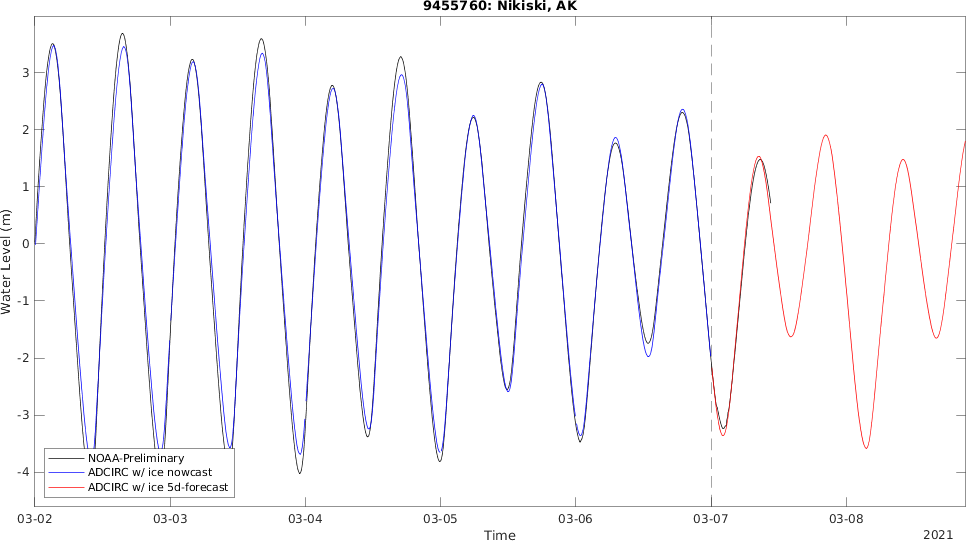 9455760: Nikiski, AK
Water Level (m)
3
2
1
0
-1
-2
-3
-4
NOAA-Preliminary
ADCIRC w/ ice nowcast
ADCIRC w/ ice 5d-forecast
03-02
03-03
03-04
03-05
03-06
03-07
03-08
Time
2021